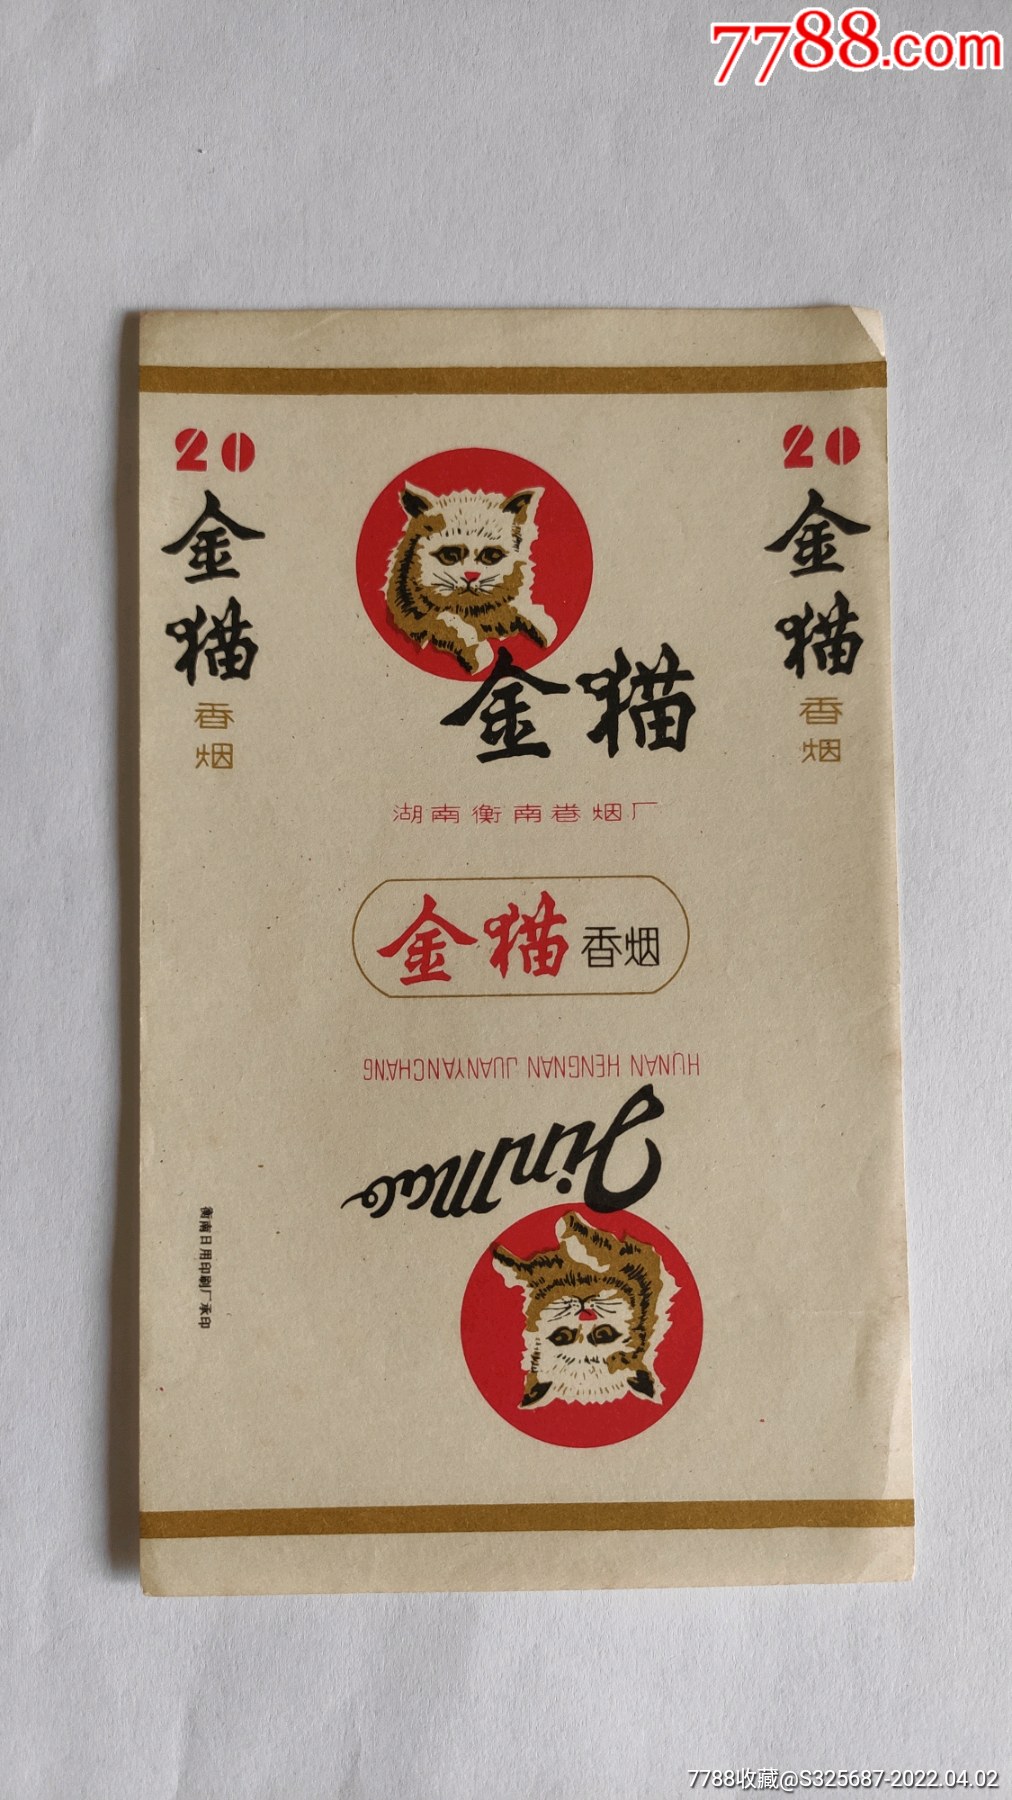 7788.com
20
金猫
香烟
20
金猫
香烟
金猫
湖南衡南卷烟厂
金猫香烟
HUNAN HENGNAN JUANYANCHANG
JinMao
衡南日用印刷厂承印
7788收藏@S325687-2022.04.02